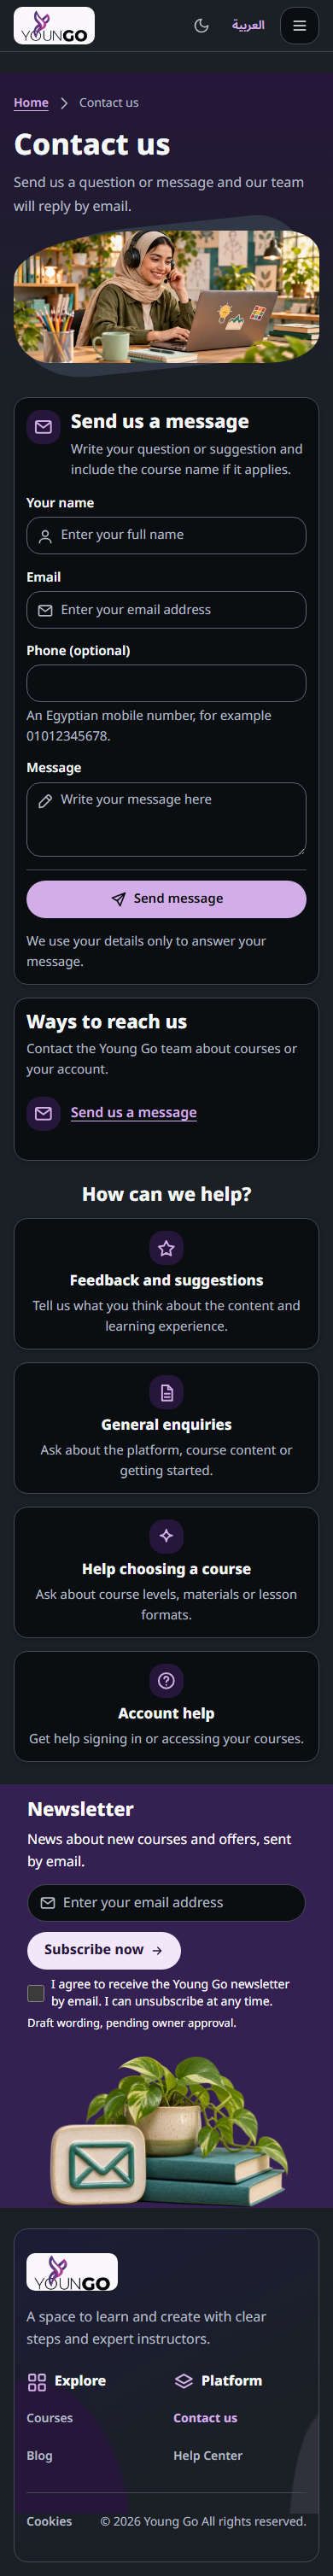 YOUNGO
العربية
Home > Contact us
Contact us
Send us a question or message and our team
will reply by email.
Send us a message
Write your question or suggestion and
include the course name if it applies.
Your name
Enter your full name
Email
Enter your email address
Phone (optional)
An Egyptian mobile number, for example
01012345678.
Message
Write your message here
Send message
We use your details only to answer your
message.
Ways to reach us
Contact the Young Go team about courses or
your account.
Send us a message
How can we help?
Feedback and suggestions
Tell us what you think about the content and
learning experience.
General enquiries
Ask about the platform, course content or
getting started.
Help choosing a course
Ask about course levels, materials or lesson
formats.
Account help
Get help signing in or accessing your courses.
Newsletter
News about new courses and offers, sent
by email.
Enter your email address
Subscribe now →
I agree to receive the Young Go newsletter
by email. I can unsubscribe at any time.
Draft wording, pending owner approval.
YOUNGO
A space to learn and create with clear
steps and expert instructors.
Explore
Platform
Courses
Contact us
Blog
Help Center
Cookies
© 2026 Young Go All rights reserved.